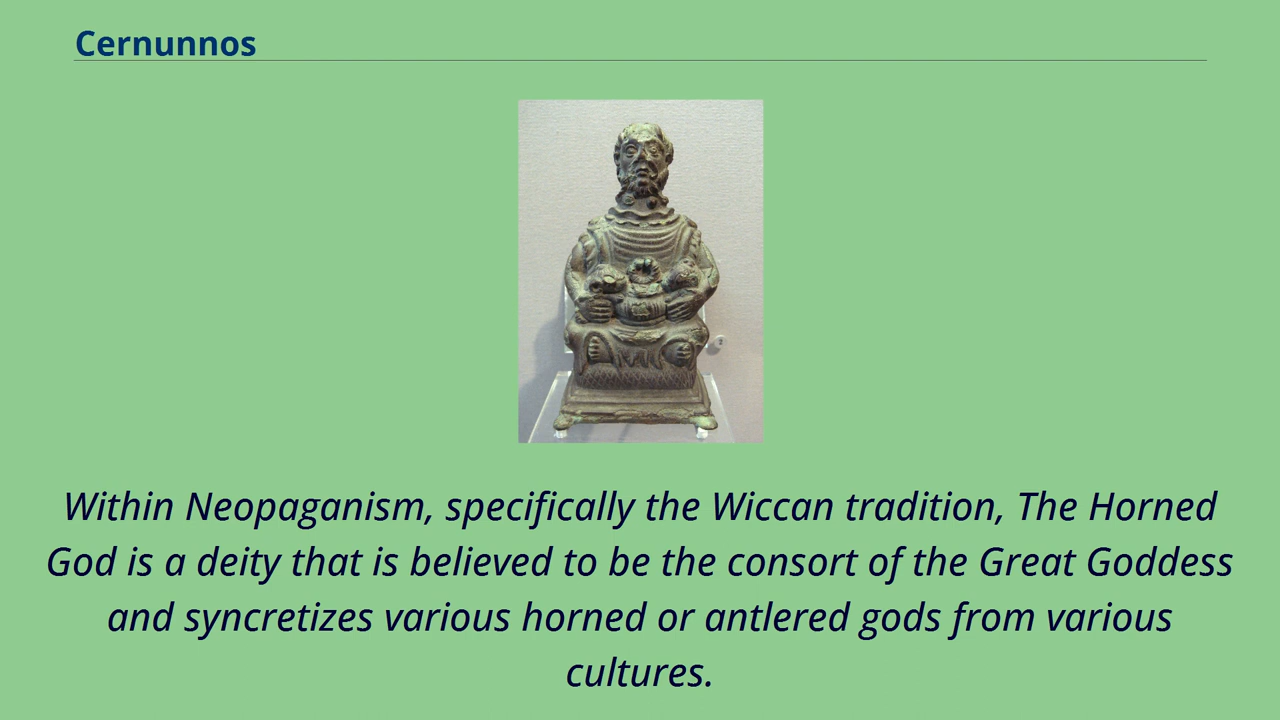 Cernunnos
Within Neopaganism, specifically the Wiccan tradition, The Horned
God is a deity that is believed to be the consort of the Great Goddess
and syncretizes various horned or antlered gods from various
cultures.